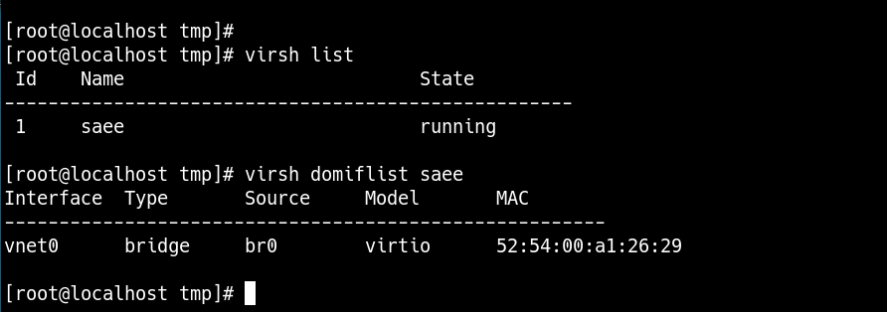 [root@localhost tmp]#
[root@localhost tmp]# virsh list
 Id    Name                           State
----------------------------------------------------
 1     saee                           running

[root@localhost tmp]# virsh domiflist saee
Interface  Type       Source     Model       MAC
-------------------------------------------------------
vnet0      bridge     br0        virtio      52:54:00:a1:26:29

[root@localhost tmp]#